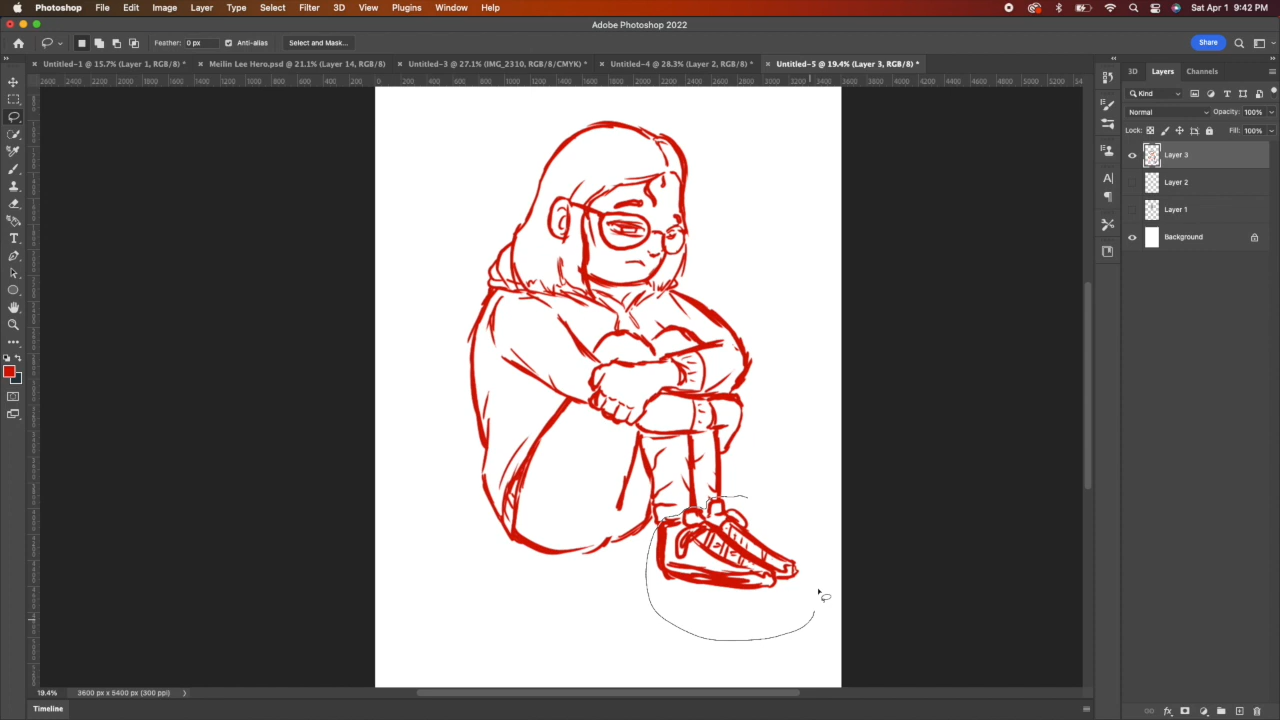 Photoshop File Edit Image Layer Type Select Filter 3D View Plugins Window Help Sat Apr 1 9:42 PM
Adobe Photoshop 2022
Feather: 0 px Anti-alias Select and Mask... Share
Untitled-1 @ 15.7% (Layer 1, RGB/8) * Meilin Lee Hero.psd @ 21.1% (Layer 14, RGB/8) Untitled-3 @ 27.1% (IMG_2310, RGB/8/CMYK) * Untitled-4 @ 28.3% (Layer 2, RGB/8) * Untitled-5 @ 19.4% (Layer 3, RGB/8) *
3D Layers Channels
Kind
Normal Opacity: 100%
Lock: Fill: 100%
Layer 3
Layer 2
Layer 1
Background
19.4% 3600 px x 5400 px (300 ppi)
Timeline